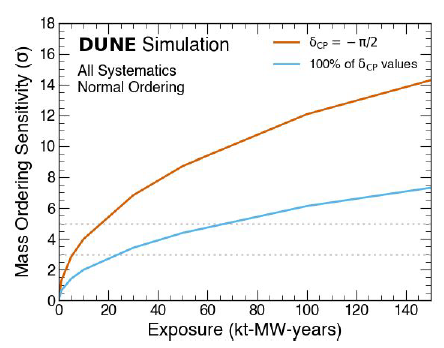 DUNE Simulation
All Systematics
Normal Ordering
δCP = − π/2
100% of δCP values
Mass Ordering Sensitivity (σ)
18
16
14
12
10
8
6
4
2
0
0 20 40 60 80 100 120 140
Exposure (kt-MW-years)